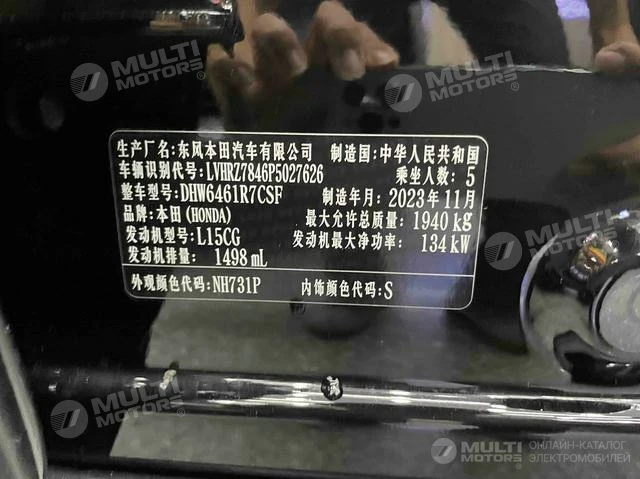 MULTI MOTORS®
MULTI MOTORS®
生产厂名:东风本田汽车有限公司 制造国:中华人民共和国
车辆识别代号:LVHRZ7846P5027626 乘坐人数:5
整车型号:DHW6461R7CSF 制造年月:2023年11月
品牌:本田(HONDA) 最大允许总质量:1940kg
发动机型号:L15CG 发动机最大净功率:134kW
发动机排量:1498mL
外观颜色代码:NH731P 内饰颜色代码:S
MULTI MOTORS®
MULTI MOTORS®
ОНЛАЙН-КАТАЛОГ
ЭЛЕКТРОМОБИЛЕЙ